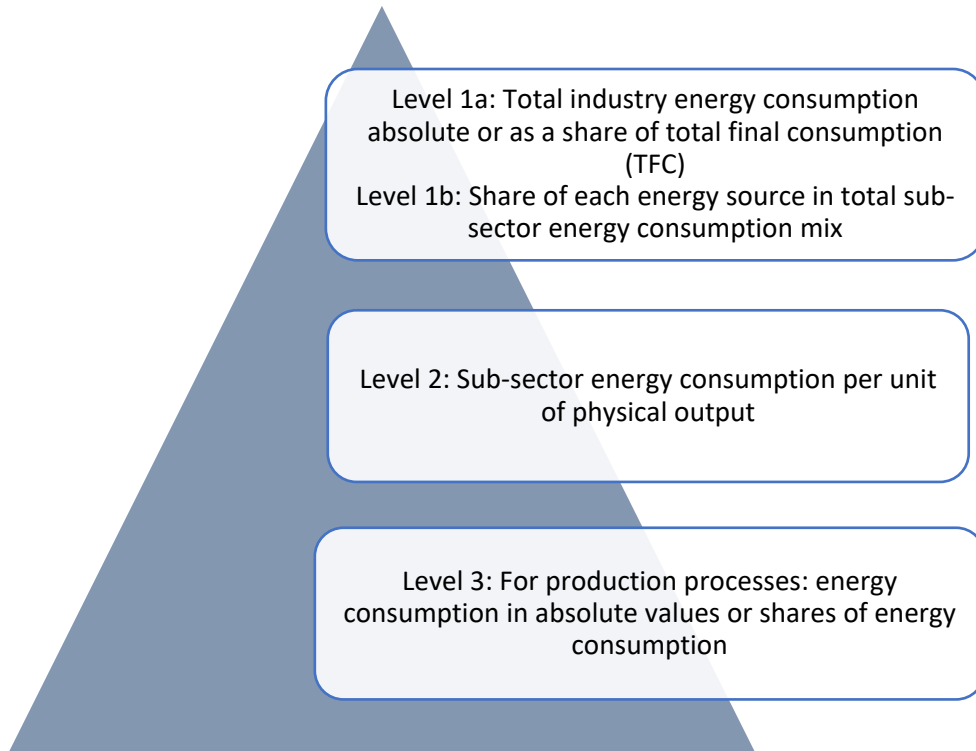 Level 1a: Total industry energy consumption
absolute or as a share of total final consumption
(TFC)
Level 1b: Share of each energy source in total sub-
sector energy consumption mix
Level 2: Sub-sector energy consumption per unit
of physical output
Level 3: For production processes: energy
consumption in absolute values or shares of energy
consumption